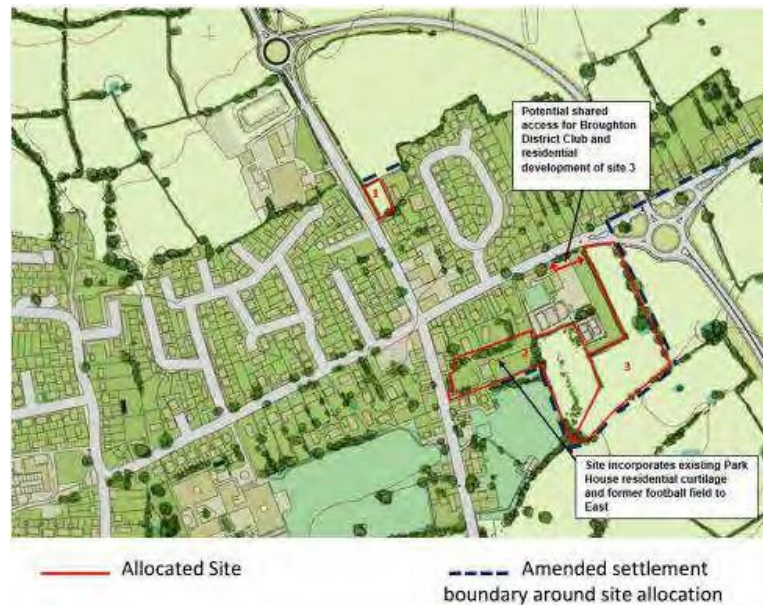 Potential shared
access for Broughton
District Club and
residential
development of site 3
1
2
3
Site incorporates existing Park
House residential curtilage
and former football field to
East
Allocated Site
Amended settlement
boundary around site allocation